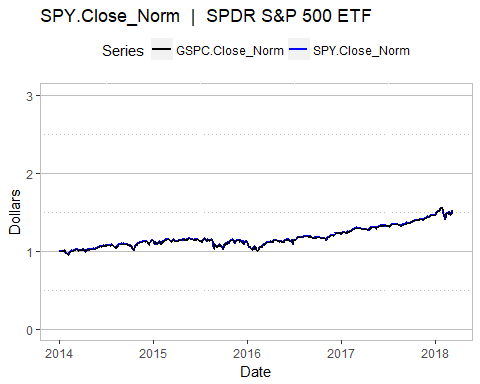 SPY.Close_Norm | SPDR S&P 500 ETF
Series GSPC.Close_Norm SPY.Close_Norm
3
2
1
0
Dollars
2014 2015 2016 2017 2018
Date